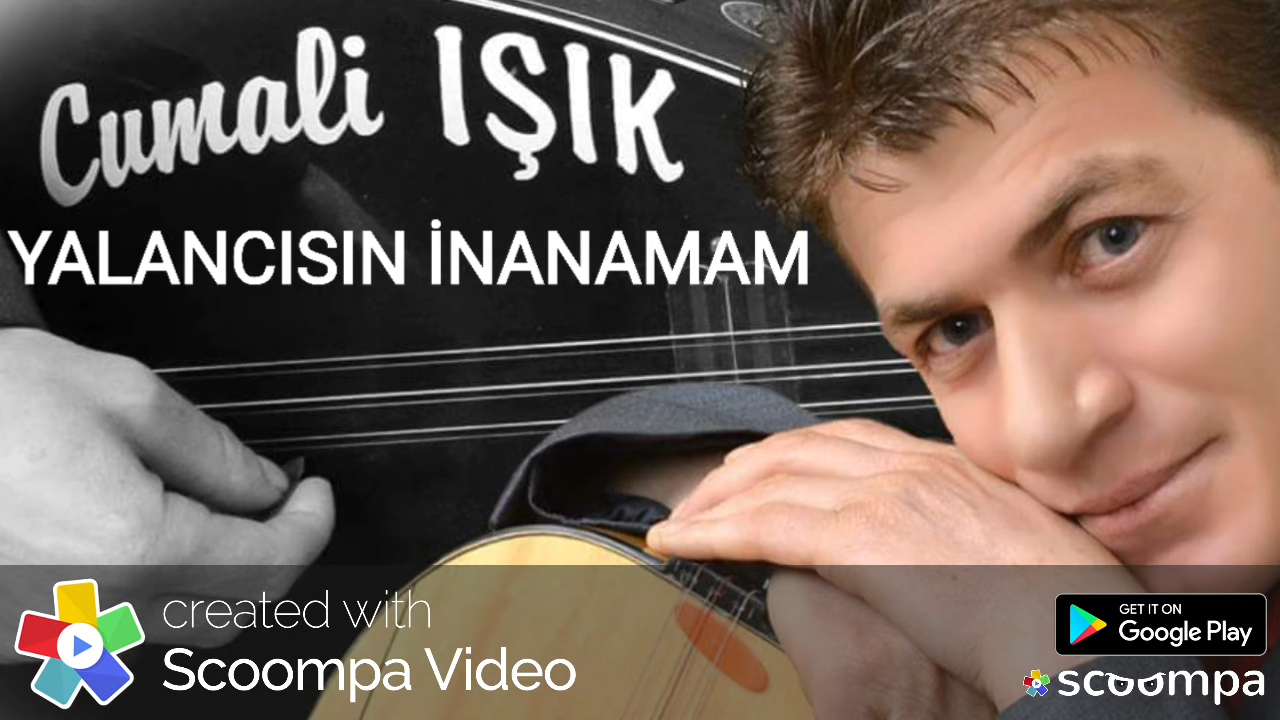 Cumali IŞIK
YALANCISIN İNANAMAM
created with
Scoompa Video
GET IT ON
Google Play
scoompa